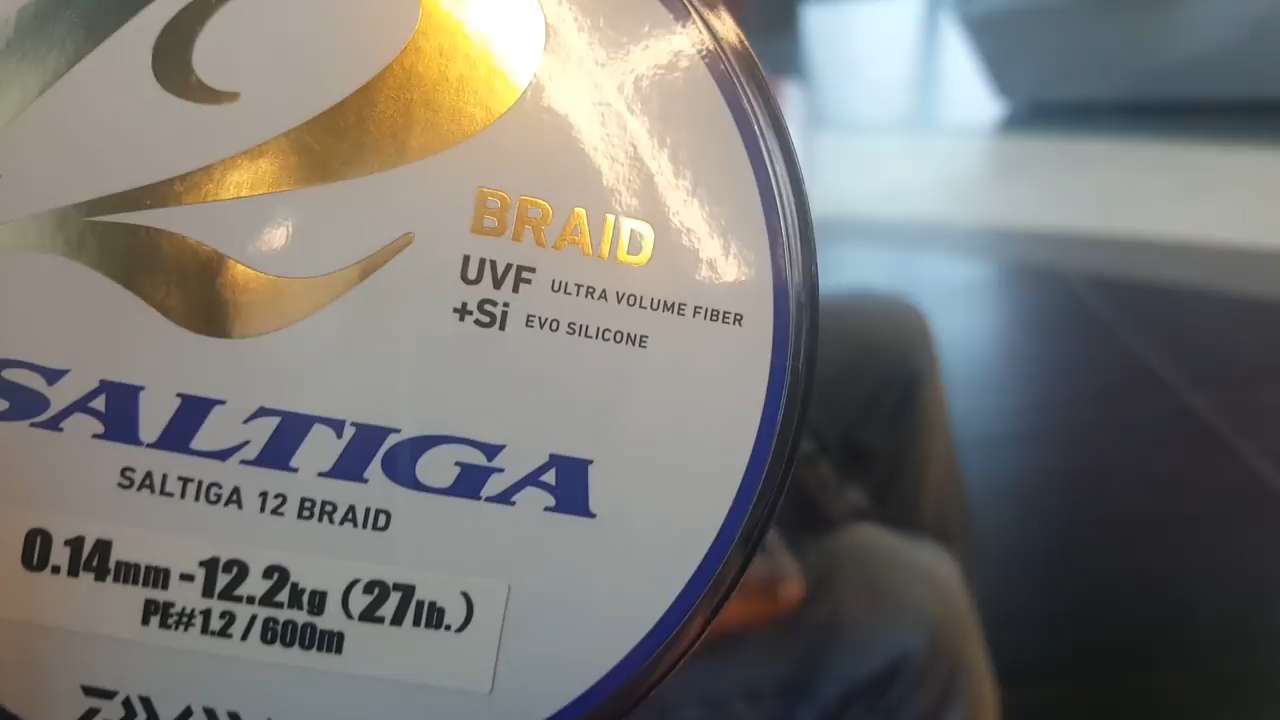 BRAID
UVF ULTRA VOLUME FIBER
+Si EVO SILICONE
SALTIGA
SALTIGA 12 BRAID
0.14mm-12.2kg (27lb.)
PE#1.2/600m